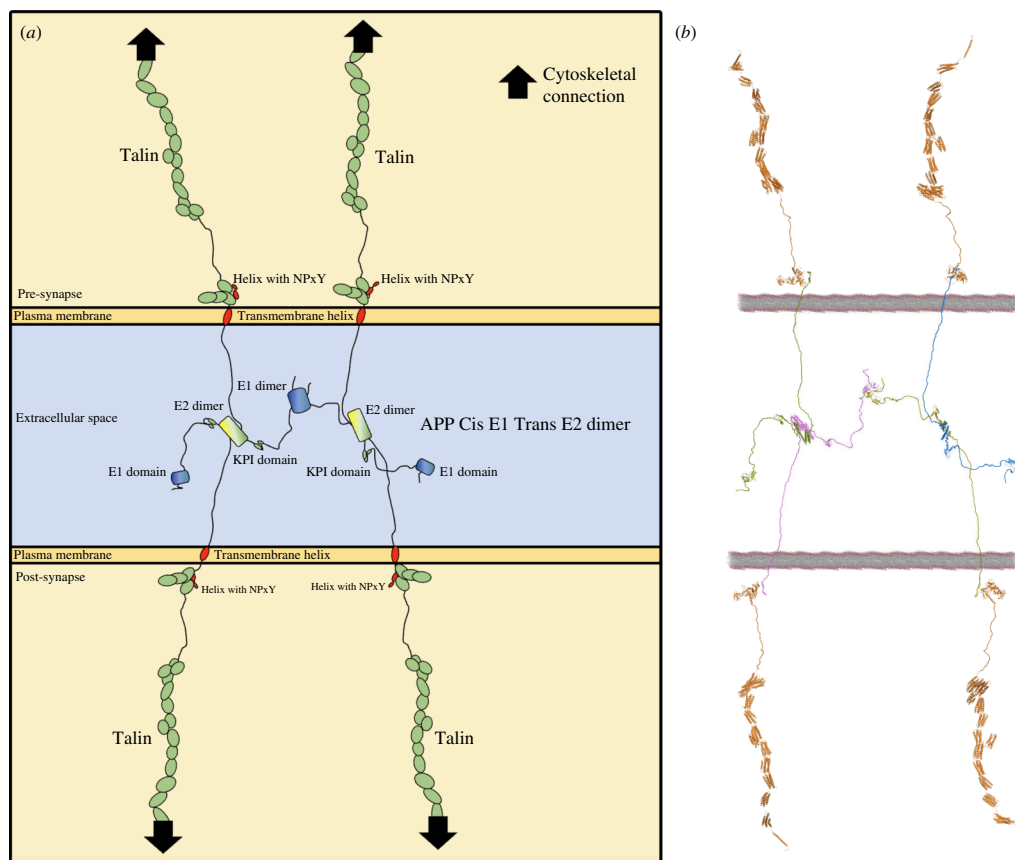 (a)
(b)
Cytoskeletal
connection
Talin
Talin
Helix with NPxY
Helix with NPxY
Pre-synapse
Plasma membrane
Transmembrane helix
E1 dimer
E2 dimer
E2 dimer
Extracellular space
APP Cis E1 Trans E2 dimer
KPI domain
KPI domain
E1 domain
E1 domain
Plasma membrane
Transmembrane helix
Post-synapse
Helix with NPxY
Helix with NPxY
Talin
Talin